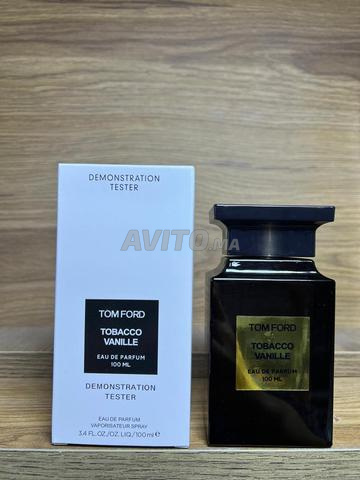 DEMONSTRATION
TESTER
AVITO.MA
TOM FORD
TOBACCO
VANILLE
EAU DE PARFUM
100 ML
DEMONSTRATION
TESTER
EAU DE PARFUM
VAPORISATEUR SPRAY
3.4 FL.OZ./OZ. LIQ./100 ml ℮
TOM FORD
TOBACCO
VANILLE
EAU DE PARFUM
100 ML